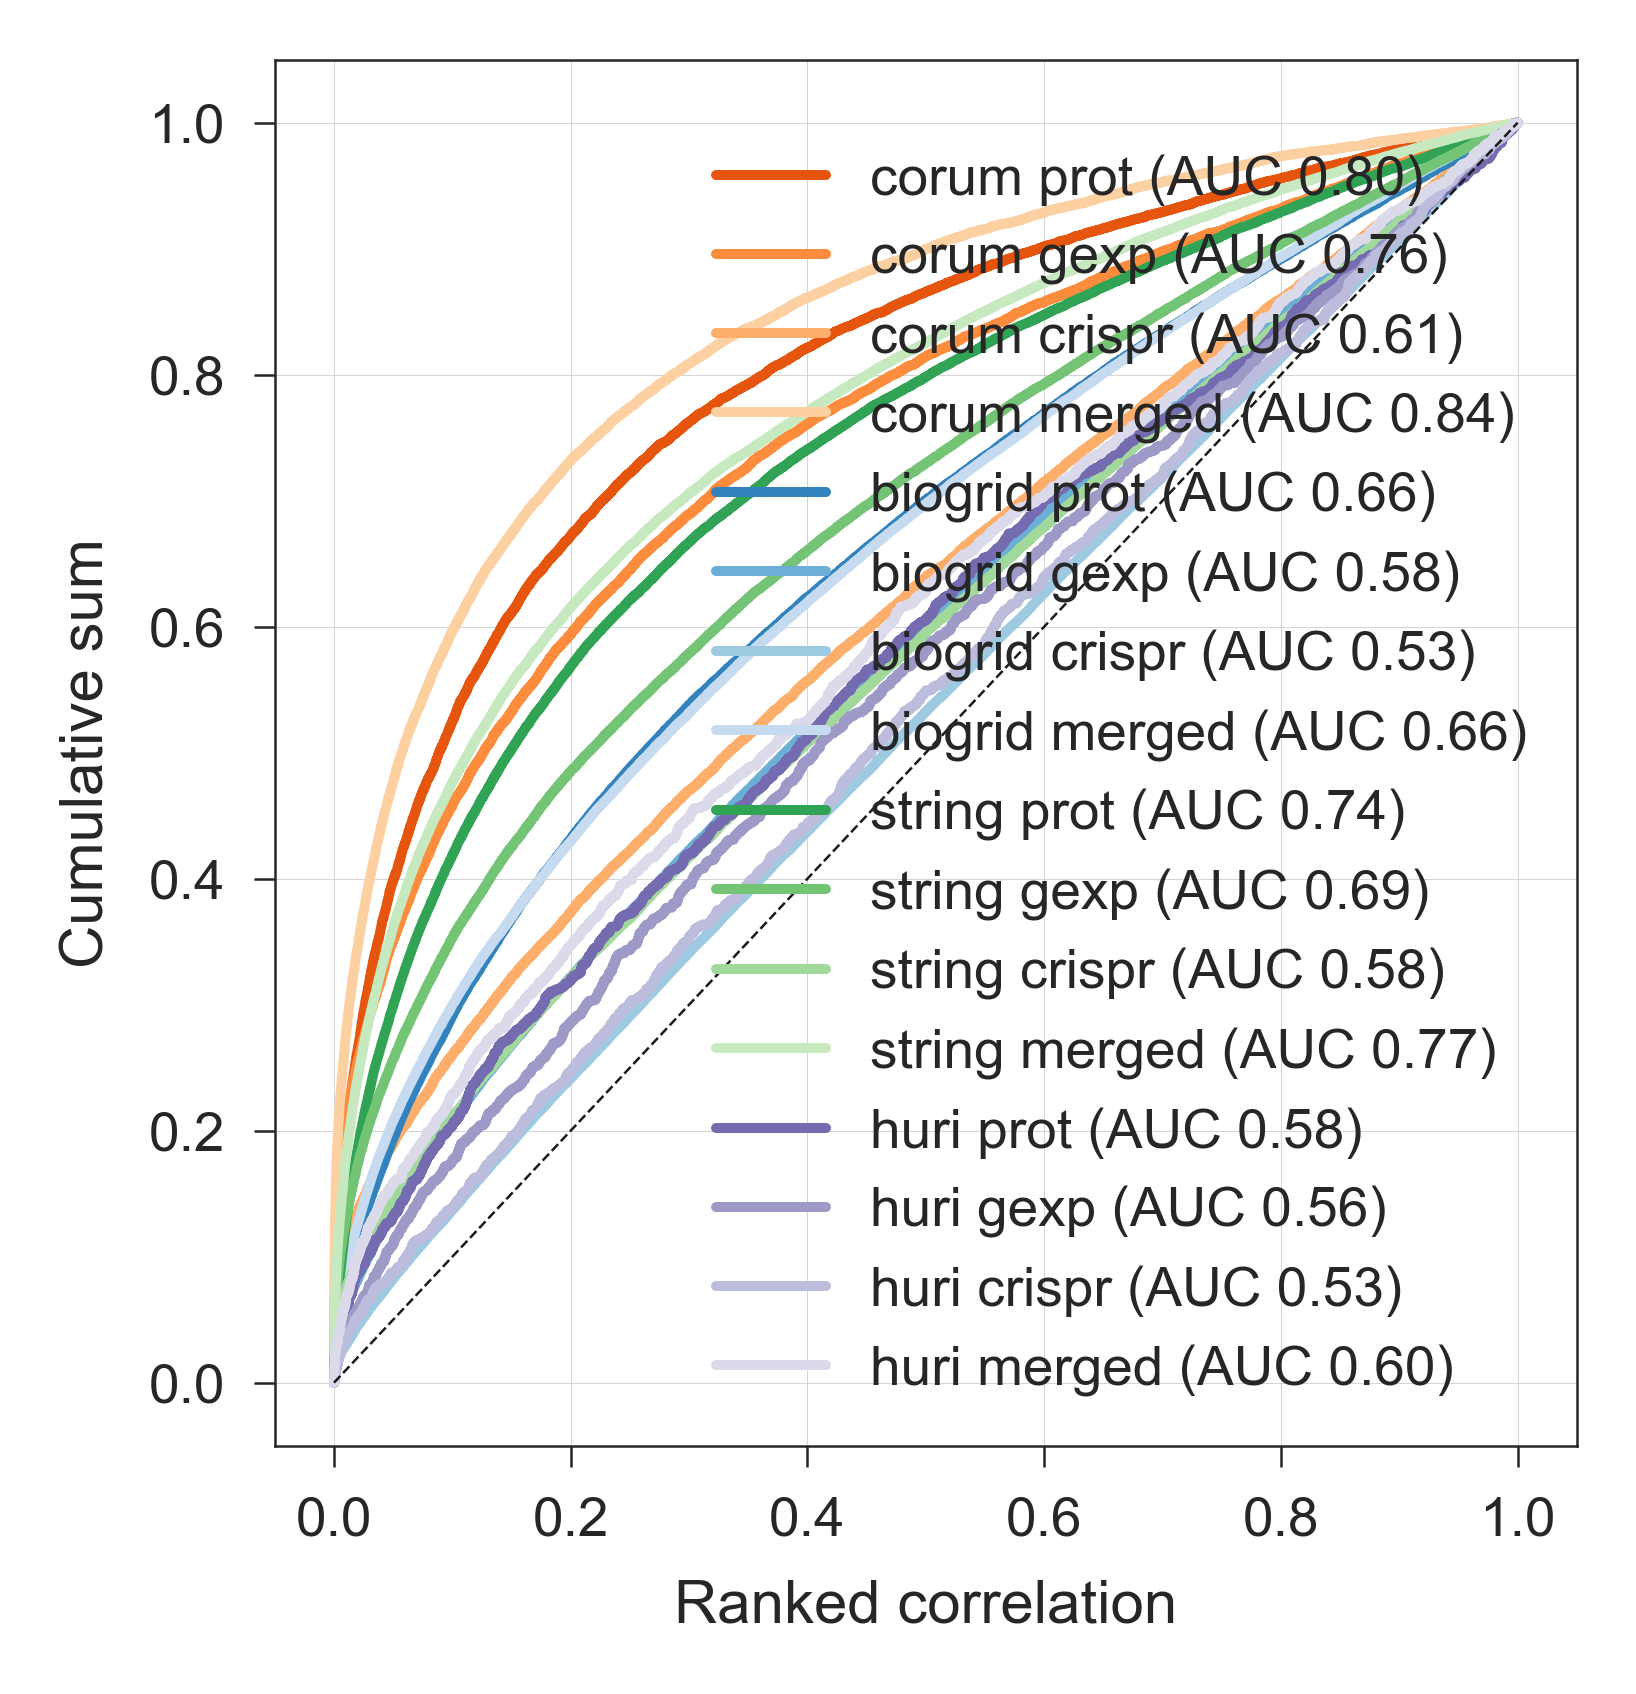 1.0
0.8
0.6
0.4
0.2
0.0
Cumulative sum
corum prot (AUC 0.80)
corum gexp (AUC 0.76)
corum crispr (AUC 0.61)
corum merged (AUC 0.84)
biogrid prot (AUC 0.66)
biogrid gexp (AUC 0.58)
biogrid crispr (AUC 0.53)
biogrid merged (AUC 0.66)
string prot (AUC 0.74)
string gexp (AUC 0.69)
string crispr (AUC 0.58)
string merged (AUC 0.77)
huri prot (AUC 0.58)
huri gexp (AUC 0.56)
huri crispr (AUC 0.53)
huri merged (AUC 0.60)
0.0 0.2 0.4 0.6 0.8 1.0
Ranked correlation